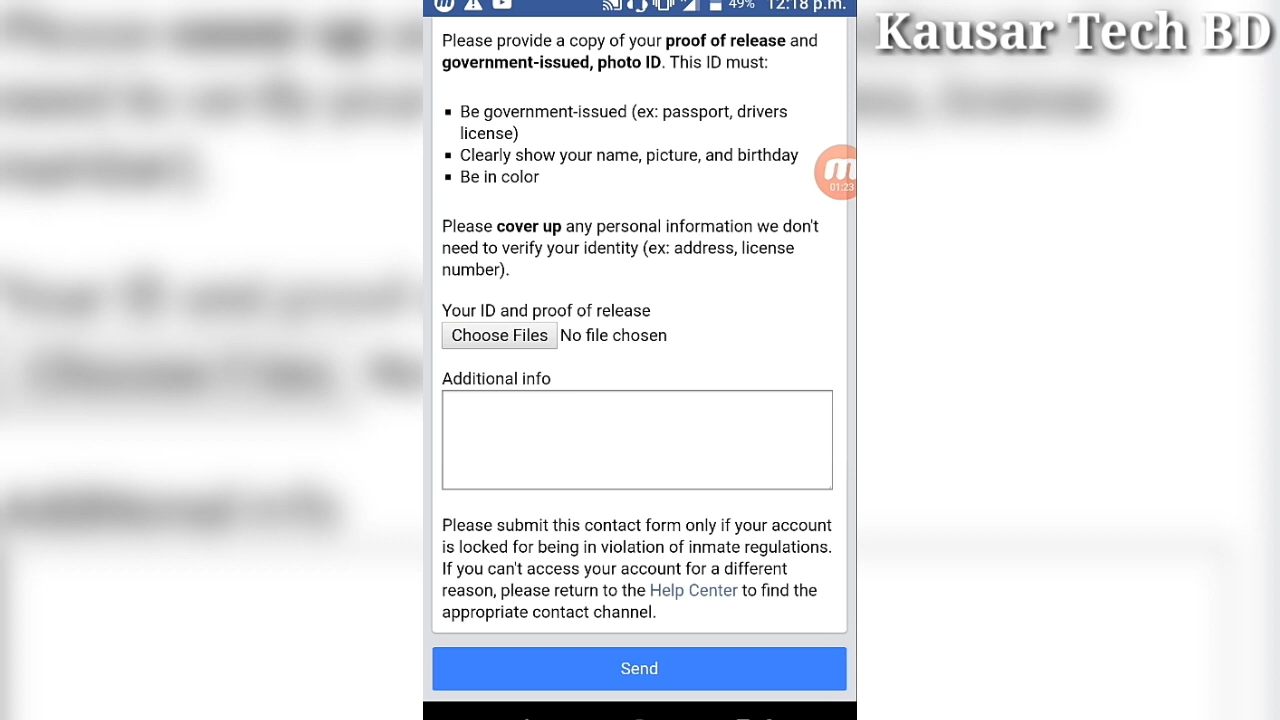 49% 12:18 p.m.
Kausar Tech BD
Please provide a copy of your proof of release and
government-issued, photo ID. This ID must:
▪ Be government-issued (ex: passport, drivers
license)
▪ Clearly show your name, picture, and birthday
▪ Be in color
01:23
Please cover up any personal information we don't
need to verify your identity (ex: address, license
number).
Your ID and proof of release
Choose Files No file chosen
Additional info
Please submit this contact form only if your account
is locked for being in violation of inmate regulations.
If you can't access your account for a different
reason, please return to the Help Center to find the
appropriate contact channel.
Send